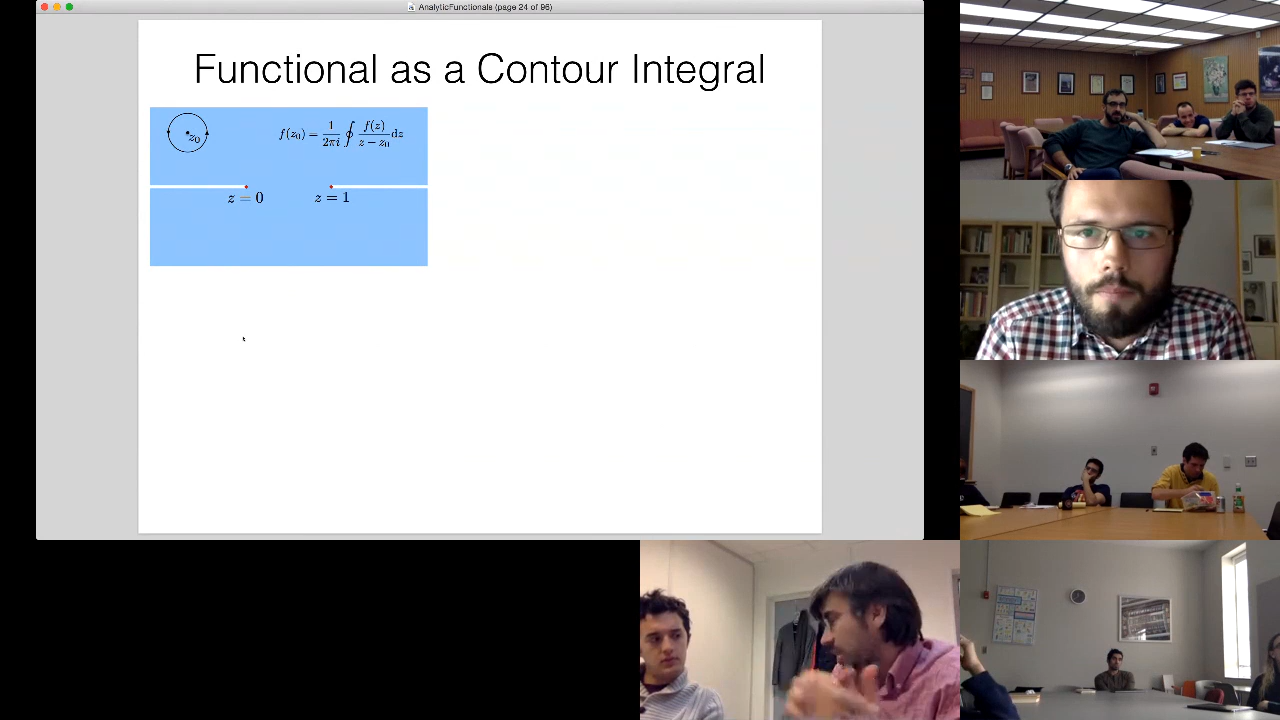 AnalyticFunctionals (page 24 of 96)
Functional as a Contour Integral
z₀
f(z₀) = 1/2πi ∮ f(z)/z − z₀ dz
z = 0
z = 1